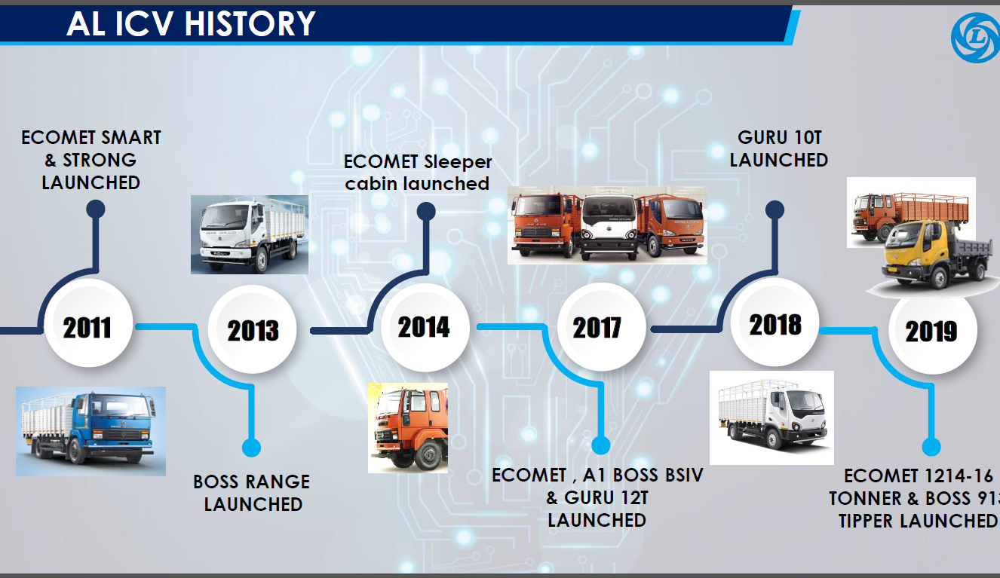 AL ICV HISTORY
L
ECOMET SMART
& STRONG
LAUNCHED
2011
2013
BOSS RANGE
LAUNCHED
ECOMET Sleeper
cabin launched
2014
2017
ECOMET , A1 BOSS BSIV
& GURU 12T
LAUNCHED
GURU 10T
LAUNCHED
2018
2019
ECOMET 1214-16
TONNER & BOSS
TIPPER LAUNCHED